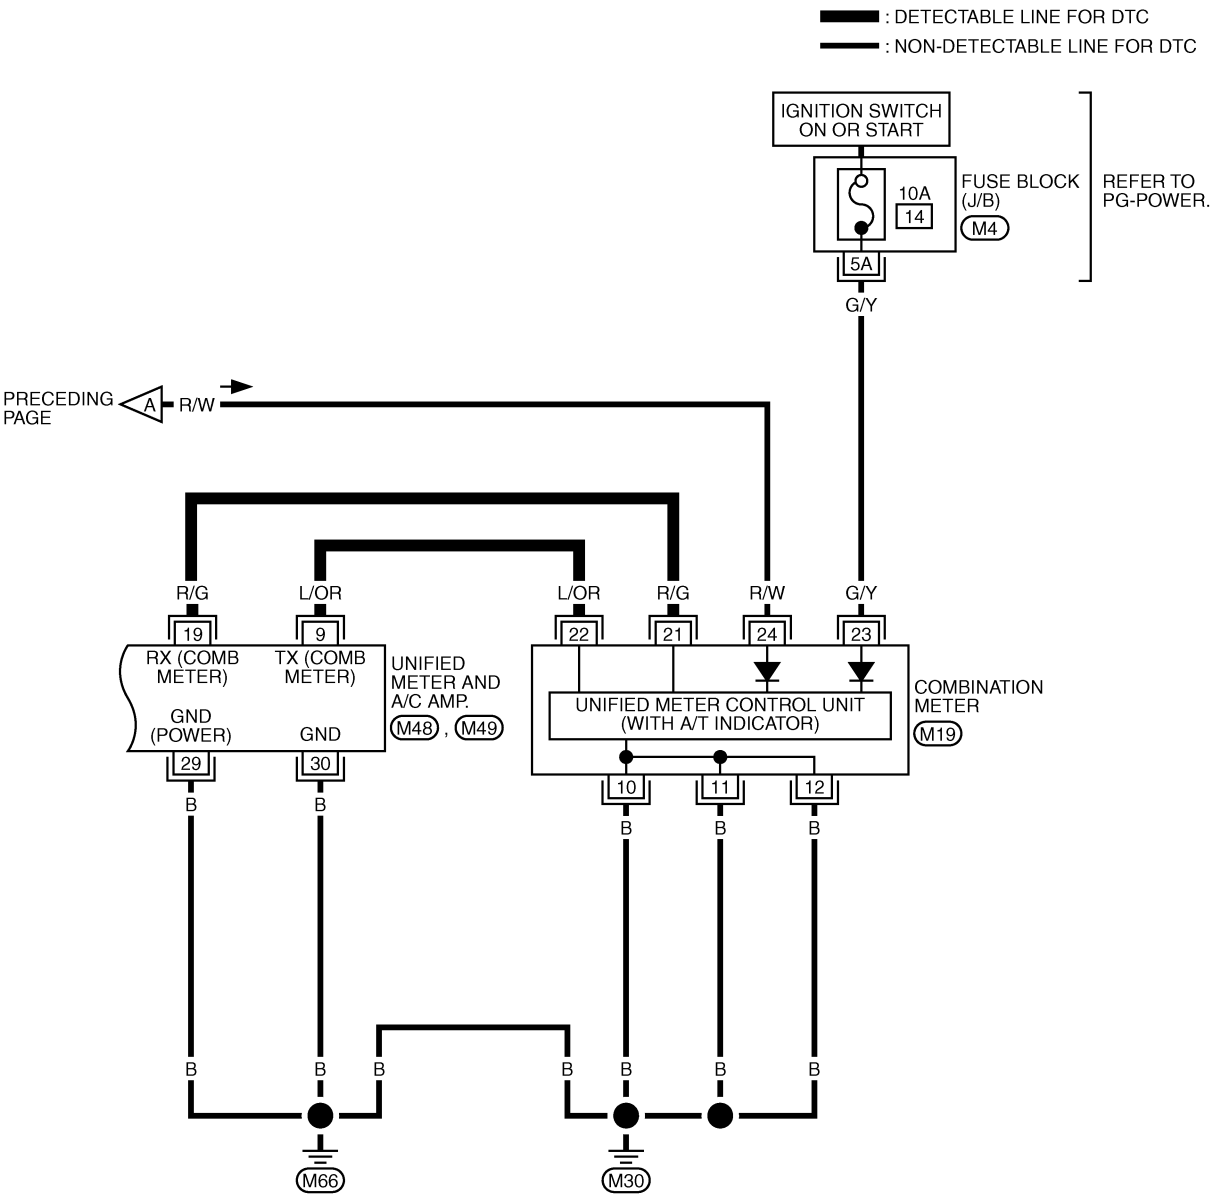 : DETECTABLE LINE FOR DTC
: NON-DETECTABLE LINE FOR DTC
IGNITION SWITCH
ON OR START
FUSE BLOCK
(J/B)
M4
10A
14
REFER TO
PG-POWER.
5A
G/Y
PRECEDING
PAGE
A
R/W
R/G
L/OR
L/OR
R/G
R/W
G/Y
19
9
22
21
24
23
RX (COMB
METER)
TX (COMB
METER)
GND
(POWER)
GND
UNIFIED
METER AND
A/C AMP.
M48 , M49
UNIFIED METER CONTROL UNIT
(WITH A/T INDICATOR)
COMBINATION
METER
M19
29
30
10
11
12
B
B
B
B
B
B
B
B
B
B
B
B
M66
M30